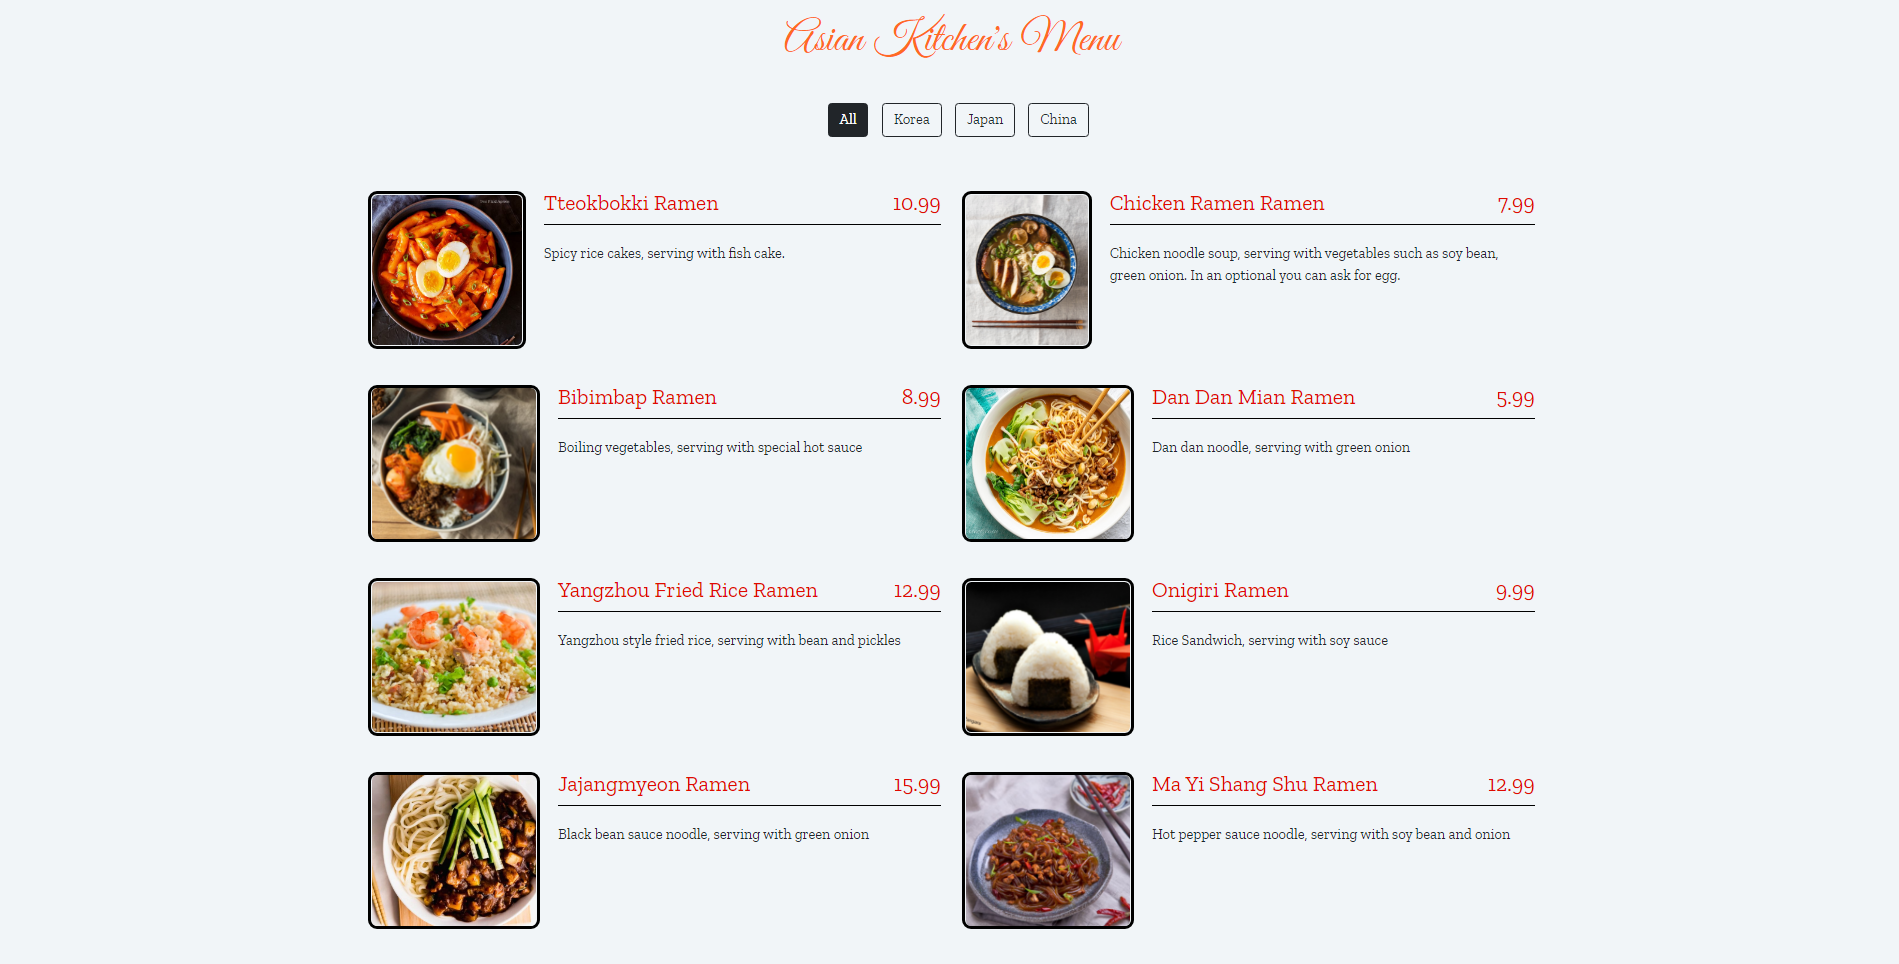 Asian Kitchen's Menu
All
Korea
Japan
China
Tteokbokki Ramen
10.99
Spicy rice cakes, serving with fish cake.
Chicken Ramen Ramen
7.99
Chicken noodle soup, serving with vegetables such as soy bean,
green onion. In an optional you can ask for egg.
Bibimbap Ramen
8.99
Boiling vegetables, serving with special hot sauce
Dan Dan Mian Ramen
5.99
Dan dan noodle, serving with green onion
Yangzhou Fried Rice Ramen
12.99
Yangzhou style fried rice, serving with bean and pickles
Onigiri Ramen
9.99
Rice Sandwich, serving with soy sauce
Jajangmyeon Ramen
15.99
Black bean sauce noodle, serving with green onion
Ma Yi Shang Shu Ramen
12.99
Hot pepper sauce noodle, serving with soy bean and onion